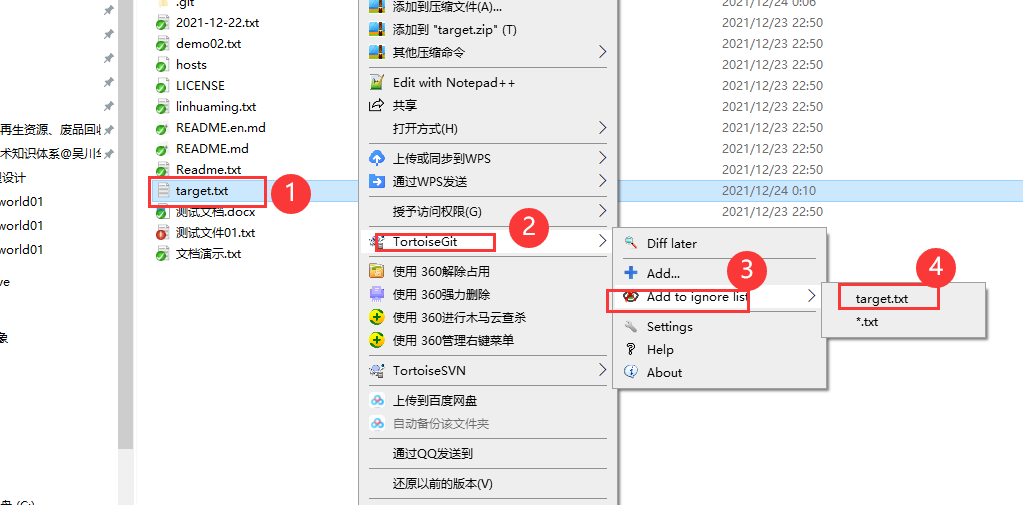 .git
2021-12-22.txt
demo02.txt
hosts
LICENSE
linhuaming.txt
README.en.md
README.md
Readme.txt
target.txt
测试文档.docx
测试文件01.txt
文档演示.txt
再生资源、废品回收
术知识体系@吴川
设计
world01
world01
world01
ve
象
盘 (C:)
1
添加到压缩文件(A)...
添加到 "target.zip" (T)
其他压缩命令
Edit with Notepad++
共享
打开方式(H)
上传或同步到WPS
通过WPS发送
授予访问权限(G)
2
TortoiseGit
使用 360解除占用
使用 360强力删除
使用 360进行木马云查杀
使用 360管理右键菜单
TortoiseSVN
上传到百度网盘
自动备份该文件夹
通过QQ发送到
还原以前的版本(V)
2021/12/24 0:06
2021/12/23 22:50
2021/12/23 22:50
2021/12/23 22:50
2021/12/23 22:50
2021/12/23 22:50
2021/12/23 22:50
2021/12/23 22:50
2021/12/23 22:50
2021/12/24 0:10
2021/12/23 22:50
Diff later
3
Add...
Add to ignore list
Settings
Help
About
4
target.txt
*.txt